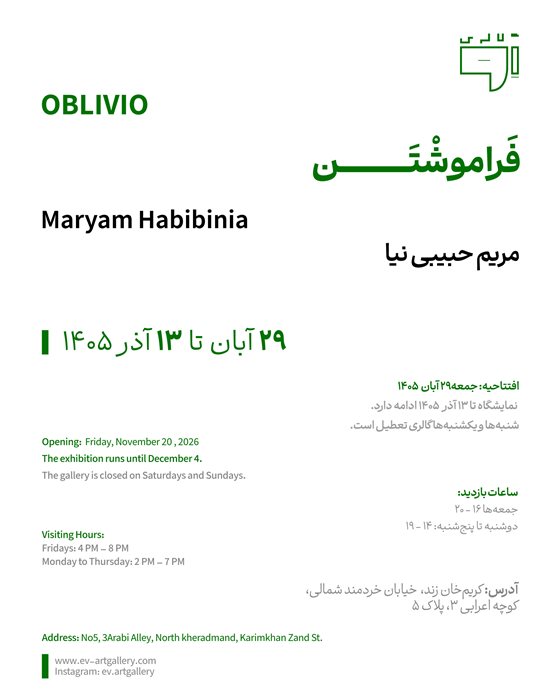 گالری
اِوْ
OBLIVIO
فَراموشْتَـــــــن
Maryam Habibinia
مریم حبیبی نیا
۲۹ آبان تا ۱۳ آذر ۱۴۰۵
افتتاحیه: جمعه۲۹ آبان ۱۴۰۵
نمایشگاه تا ۱۳ آذر ۱۴۰۵ ادامه دارد.
شنبه‌ها و یکشنبه‌ها گالری تعطیل است.
Opening: Friday, November 20 , 2026
The exhibition runs until December 4.
The gallery is closed on Saturdays and Sundays.
ساعات بازدید:
جمعه‌ها ۱۶ - ۲۰
دوشنبه تا پنج‌شنبه: ۱۴ - ۱۹
Visiting Hours:
Fridays: 4 PM – 8 PM
Monday to Thursday: 2 PM – 7 PM
آدرس: کریم‌خان زند، خیابان خردمند شمالی،
کوچه اعرابی ۳، پلاک ۵
Address: No5, 3Arabi Alley, North kheradmand, Karimkhan Zand St.
www.ev-artgallery.com
Instagram: ev.artgallery